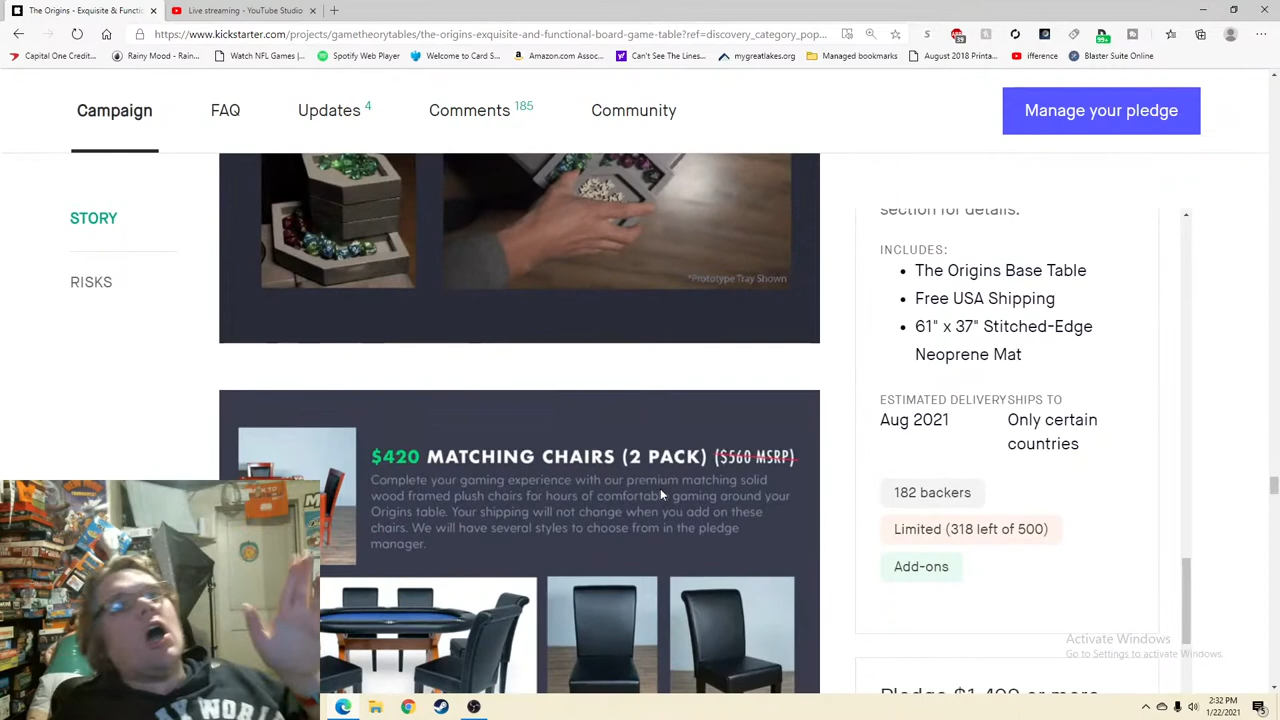 The Origins - Exquisite & Functi
Live streaming - YouTube Studio
https://www.kickstarter.com/projects/gametheorytables/the-origins-exquisite-and-functional-board-game-table?ref=discovery_category_pop...
Capital One Credit...
Rainy Mood - Rain...
Watch NFL Games |...
Spotify Web Player
Welcome to Card S...
Amazon.com Assoc...
Can't See the Lines...
mygreatlakes.org
Managed bookmarks
August 2018 Printa...
ifference
Blaster Suite Online
Campaign
FAQ
Updates 4
Comments 185
Community
Manage your pledge
STORY
RISKS
*Prototype Tray Shown
$420 MATCHING CHAIRS (2 PACK) ($560 MSRP)
Complete your gaming experience with our premium matching solid
wood framed plush chairs for hours of comfortable gaming around your
Origins table. Your shipping will not change when you add on these
chairs. We will have several styles to choose from in the pledge
manager.
section for details.
INCLUDES:
• The Origins Base Table
• Free USA Shipping
• 61" x 37" Stitched-Edge
Neoprene Mat
ESTIMATED DELIVERY SHIPS TO
Aug 2021 Only certain
countries
182 backers
Limited (318 left of 500)
Add-ons
Activate Windows
Go to Settings to activate Windows.
Pledge $1,499 or more
WORLD
2:32 PM
1/22/2021